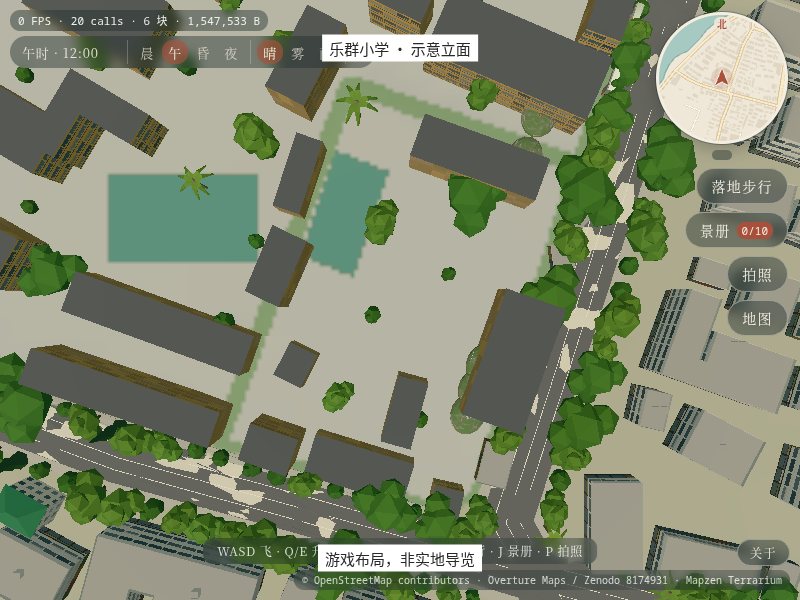 0 FPS · 20 calls · 6 块 · 1,547,533 B
午时 · 12:00 晨 午 昏 夜 晴 雾
乐群小学 · 示意立面
北
落地步行
景册 0/10
拍照
地图
WASD 飞 · Q/E
· J 景册 · P 拍照
游戏布局，非实地导览
关于
© OpenStreetMap contributors · Overture Maps / Zenodo 8174931 · Mapzen Terrarium